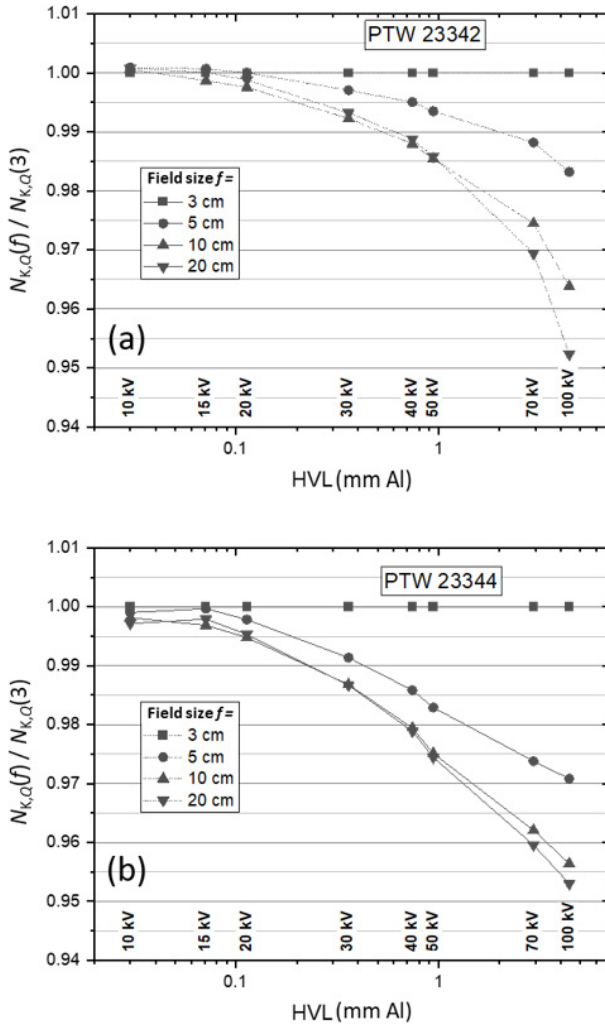 1.01
PTW 23342
1.00
0.99
0.98
0.97
0.96
0.95
0.94
N_K,Q(f) / N_K,Q(3)
Field size f =
3 cm
5 cm
10 cm
20 cm
(a)
10 kV
15 kV
20 kV
30 kV
40 kV
50 kV
70 kV
100 kV
0.1
1
HVL (mm Al)
1.01
PTW 23344
1.00
0.99
0.98
0.97
0.96
0.95
0.94
N_K,Q(f) / N_K,Q(3)
Field size f =
3 cm
5 cm
10 cm
20 cm
(b)
10 kV
15 kV
20 kV
30 kV
40 kV
50 kV
70 kV
100 kV
0.1
1
HVL (mm Al)